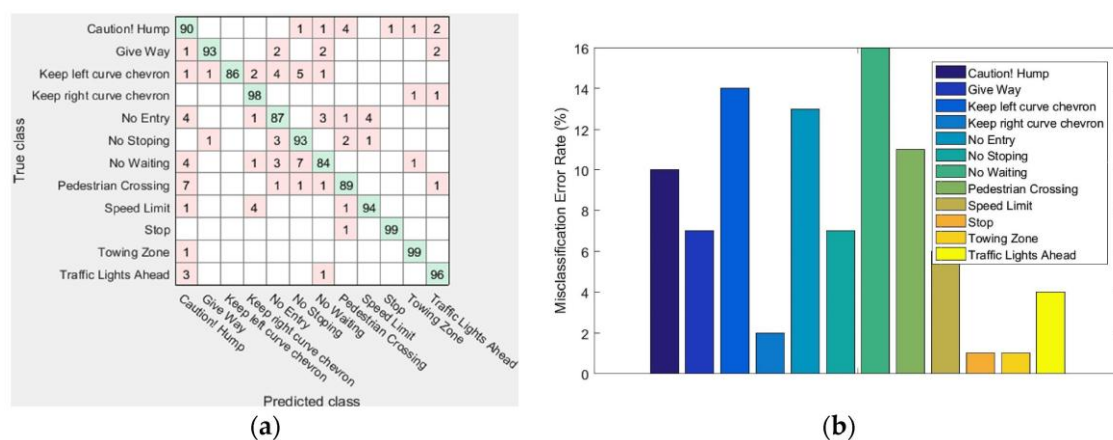 True class
Caution! Hump 90 1 1 4 1 1 2
Give Way 1 93 2 2 2
Keep left curve chevron 1 1 86 2 4 5 1
Keep right curve chevron 98 1 1
No Entry 4 1 87 3 1 4
No Stoping 1 3 93 2 1
No Waiting 4 1 3 7 84 1
Pedestrian Crossing 7 1 1 1 89 1
Speed Limit 1 4 1 94
Stop 1 99
Towing Zone 1 99
Traffic Lights Ahead 3 1 96
Caution! Hump
Give Way
Keep left curve chevron
Keep right curve chevron
No Entry
No Stoping
No Waiting
Pedestrian Crossing
Speed Limit
Stop
Towing Zone
Traffic Lights Ahead
Predicted class
(a)
Misclassification Error Rate (%)
16
14
12
10
8
6
4
2
0
Caution! Hump
Give Way
Keep left curve chevron
Keep right curve chevron
No Entry
No Stoping
No Waiting
Pedestrian Crossing
Speed Limit
Stop
Towing Zone
Traffic Lights Ahead
(b)